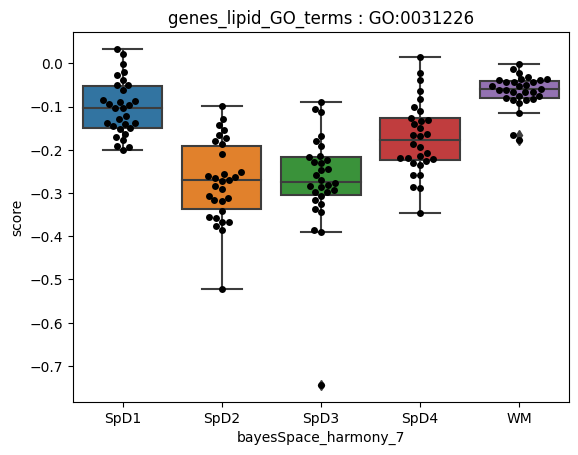 genes_lipid_GO_terms : GO:0031226
score
0.0
−0.1
−0.2
−0.3
−0.4
−0.5
−0.6
−0.7
SpD1 SpD2 SpD3 SpD4 WM
bayesSpace_harmony_7